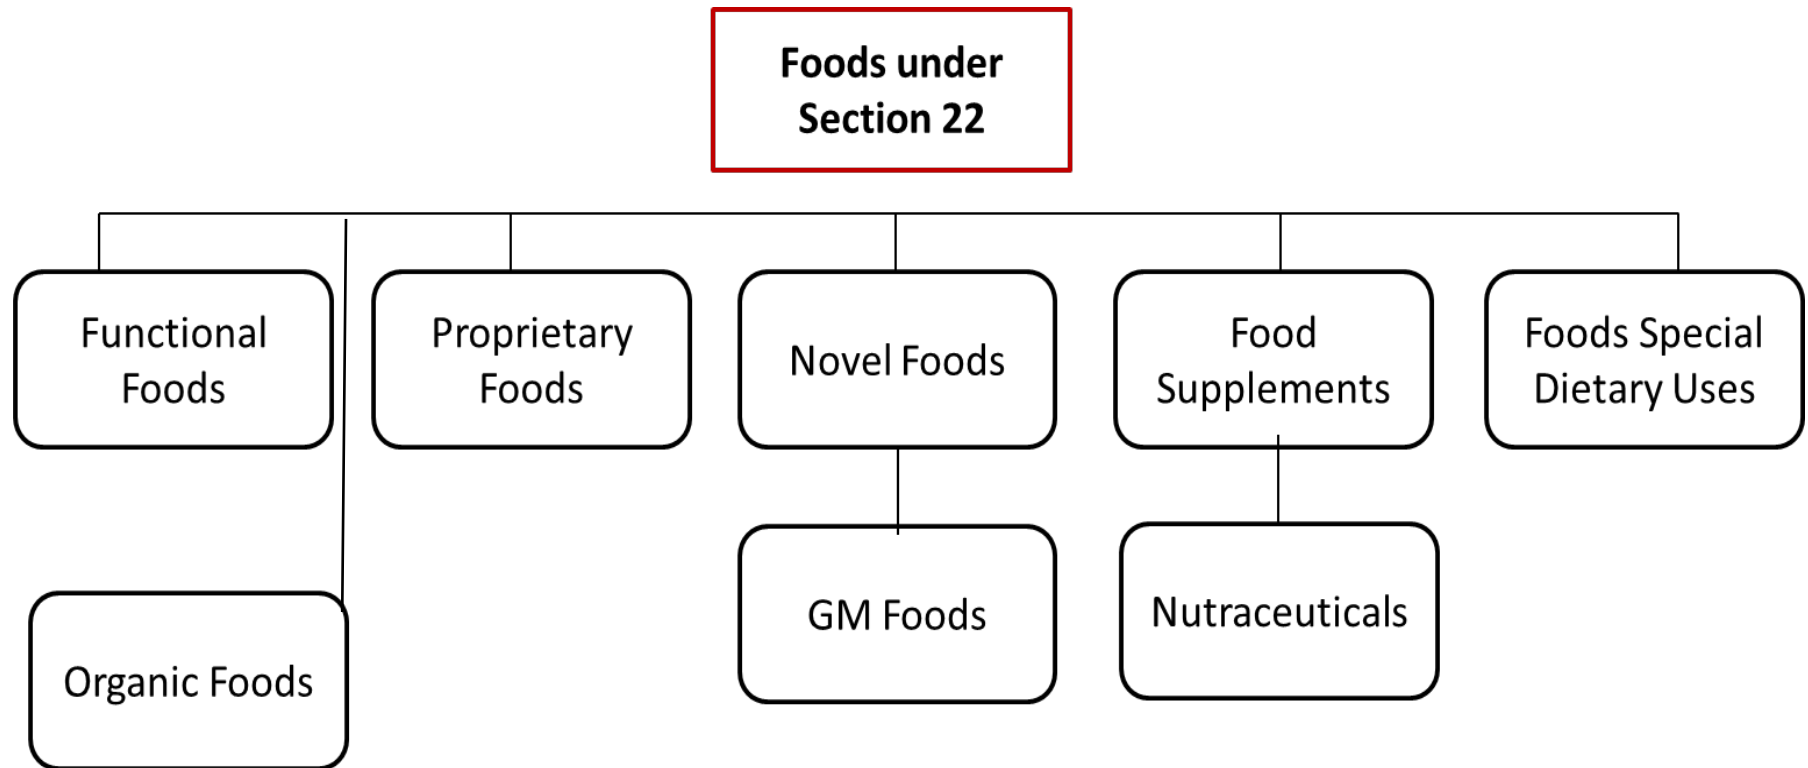 Foods under
Section 22
Functional
Foods
Proprietary
Foods
Novel Foods
Food
Supplements
Foods Special
Dietary Uses
Organic Foods
GM Foods
Nutraceuticals